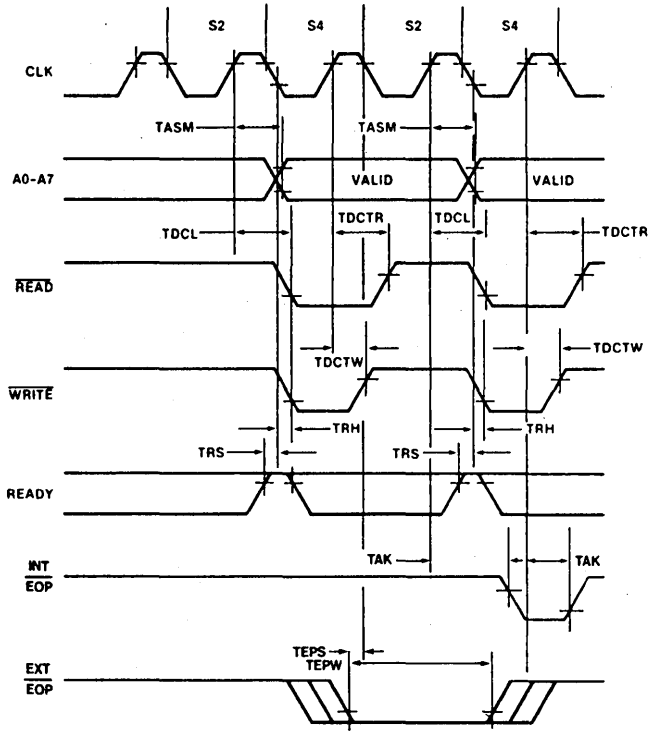 S2 S4 S2 S4
CLK
TASM TASM
A0-A7 VALID VALID
TDCL TDCTR TDCL TDCTR
READ
TDCTW TDCTW
WRITE
TRH TRH
TRS TRS
READY
TAK TAK
INT
EOP
TEPS
TEPW
EXT
EOP